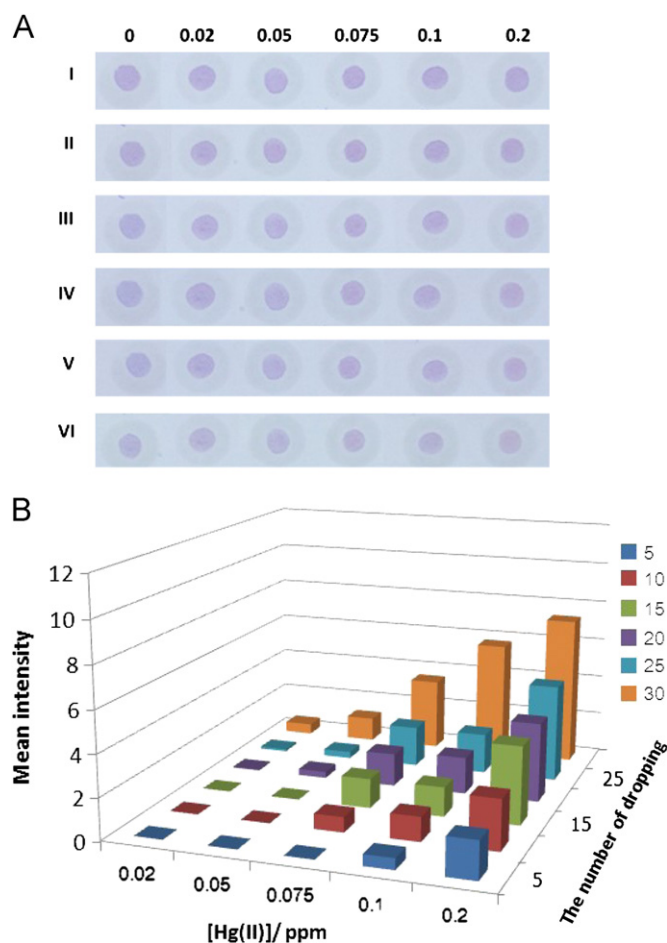 A
0 0.02 0.05 0.075 0.1 0.2
I
II
III
IV
V
VI
B
12
10
8
6
4
2
0
Mean intensity
0.02 0.05 0.075 0.1 0.2
[Hg(II)]/ ppm
5
15
25
The number of dropping
5
10
15
20
25
30